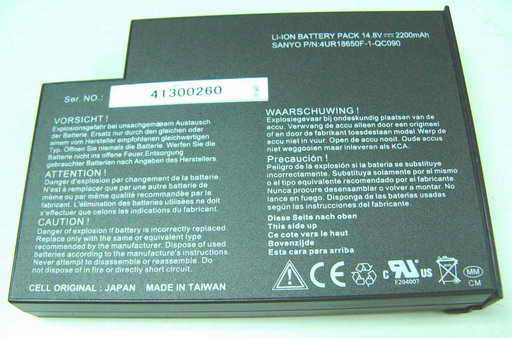 LI-ION BATTERY PACK 14.8V⎓2200mAh
SANYO P/N:4UR18650F-1-QC090
Ser. NO.: 41300260
VORSICHT !
Explosionsgefahr bei unsachgemäßem Austausch
der Batterie. Ersatz nur durch den gleichen oder
einem vom Hersteller empfohlenen gleichwertigen
Typ. Öffnen Sie niemals die Batterie. Werfen Sie die
Batterie nicht ins offene Feuer. Entsorgung
gebrauchter Batterien nach Angaben des Herstellers.
ATTENTION !
Danger d'explosion par changement de la batterie.
N'est a remplacer que par une autre batterie de
même ou par même qualité recommandée par le
fabricant. L'élimination des batteries utilisées ne doit
s'effectuer que selons les indications du fabricant.
CAUTION !
Danger of explosion if battery is incorrectly replaced.
Replace only with the same or equivalent type
recommended by the manufacturer. Dispose of used
batteries according to the manufacture's instructions.
Never attempt to disassemble or reassemble. Do
not dispose of in fire or directly short circuit.
CELL ORIGINAL : JAPAN MADE IN TAIWAN
WAARSCHUWING !
Explosiegevaar bij ondeskundig plaatsen van de
accu. Verwang de accu alleen door een origineel
of en door de fabrikant toesdestaan model Werp de
accu niet in vuur. Open de accu niet. Oude accus
niet weggooien maar inleveren als KCA.
Precaución !
Peligro de la explosión si la batería se substituye
incorrectamente. Substituya solamente por el mismo
o el tipo equivalente recomendado por el fabricante.
Nunca procure desensamblar o volver a montar. No
lance en fuego. Disponga de las baterías usadas
según las instrucciones del fabricante.
Diese Seite nach oben
This side up
Ce cote vers le haut
Bovenzijde
Esta cara para arriba
CE c RU US MM
E204007 CM